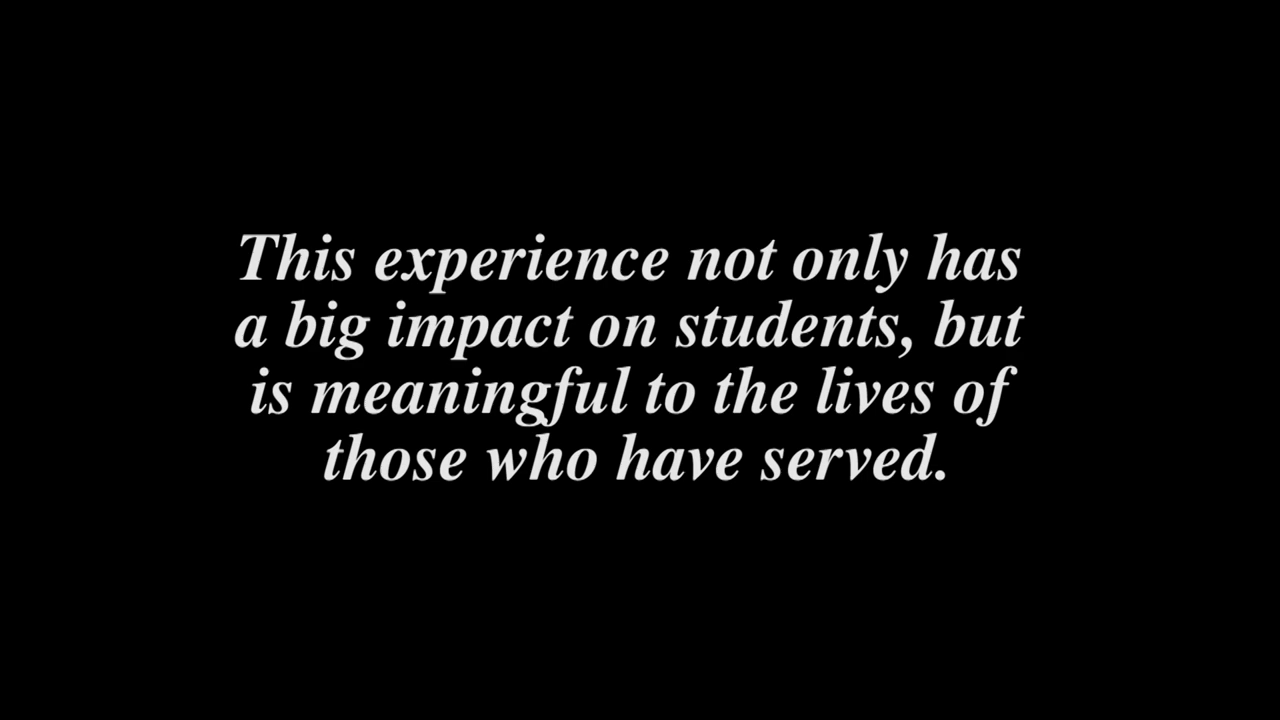 This experience not only has
a big impact on students, but
is meaningful to the lives of
those who have served.